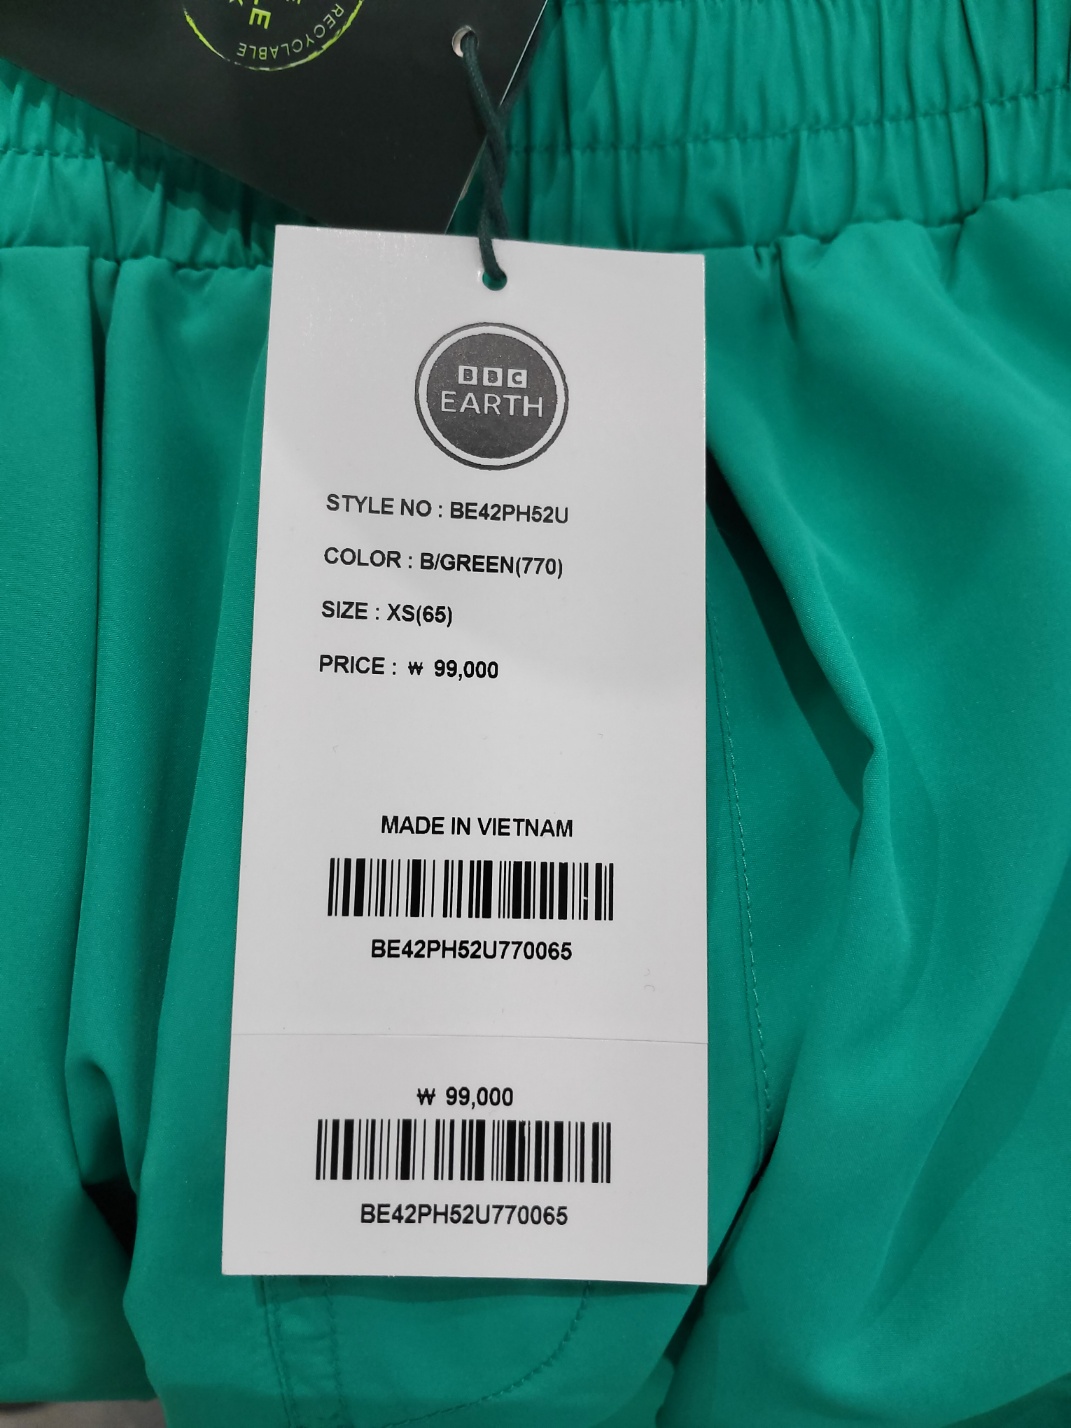 RECYCLABLE
BBC
EARTH
STYLE NO : BE42PH52U
COLOR : B/GREEN(770)
SIZE : XS(65)
PRICE : ₩ 99,000
MADE IN VIETNAM
BE42PH52U770065
₩ 99,000
BE42PH52U770065